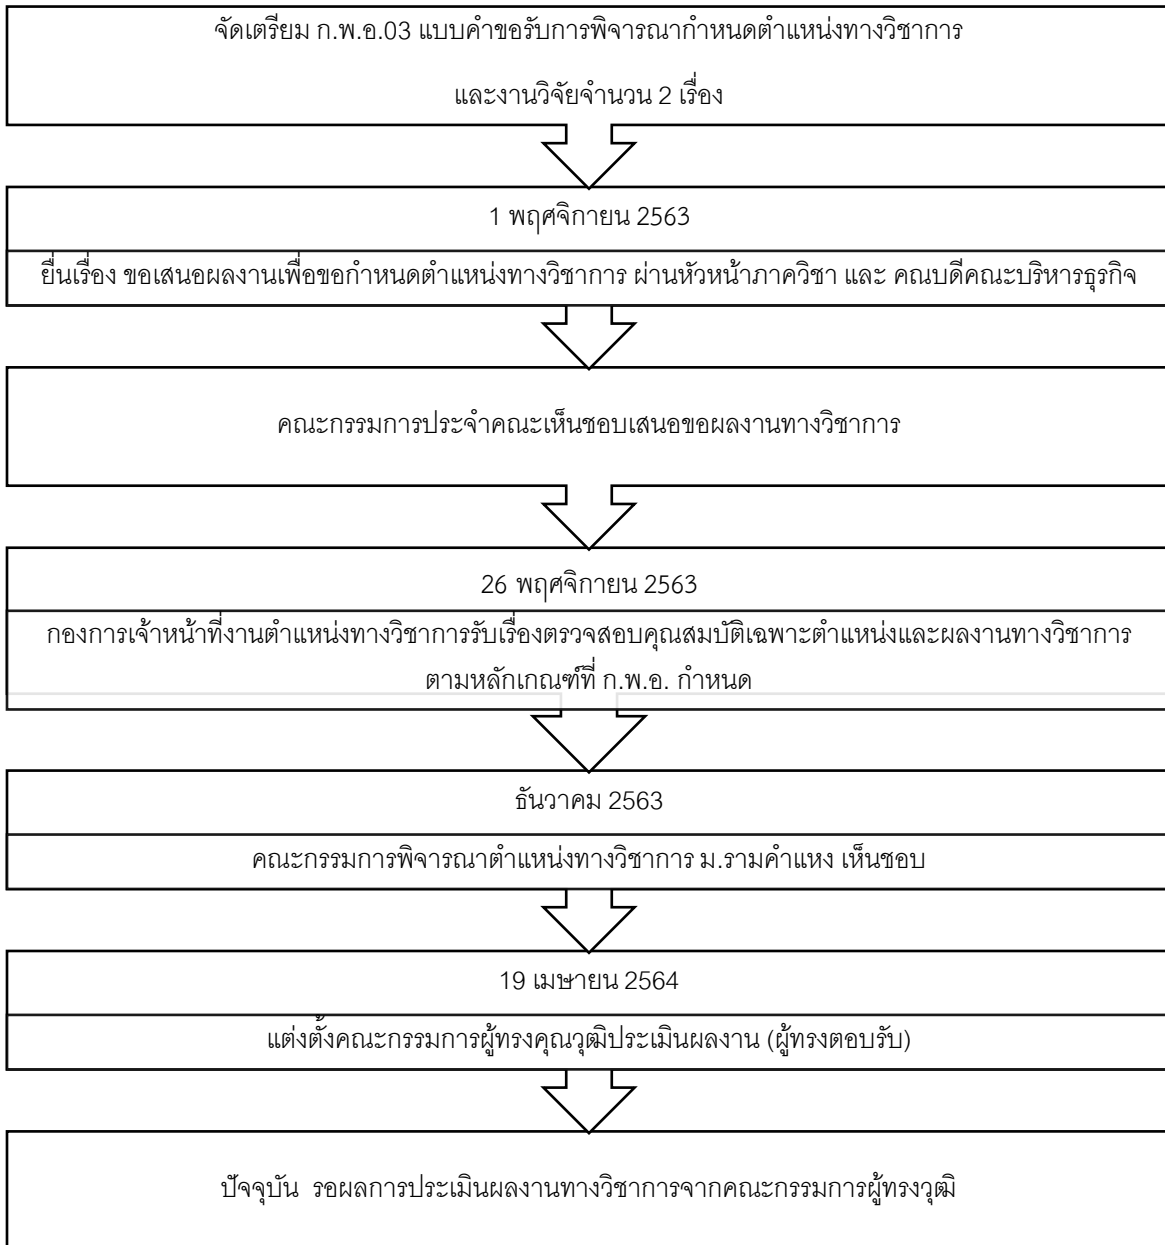 จัดเตรียม ก.พ.อ.03 แบบคำขอรับการพิจารณากำหนดตำแหน่งทางวิชาการ
และงานวิจัยจำนวน 2 เรื่อง
1 พฤศจิกายน 2563
ยื่นเรื่อง ขอเสนอผลงานเพื่อขอกำหนดตำแหน่งทางวิชาการ ผ่านหัวหน้าภาควิชา และ คณบดีคณะบริหารธุรกิจ
คณะกรรมการประจำคณะเห็นชอบเสนอขอผลงานทางวิชาการ
26 พฤศจิกายน 2563
กองการเจ้าหน้าที่งานตำแหน่งทางวิชาการรับเรื่องตรวจสอบคุณสมบัติเฉพาะตำแหน่งและผลงานทางวิชาการ
ตามหลักเกณฑ์ที่ ก.พ.อ. กำหนด
ธันวาคม 2563
คณะกรรมการพิจารณาตำแหน่งทางวิชาการ ม.รามคำแหง เห็นชอบ
19 เมษายน 2564
แต่งตั้งคณะกรรมการผู้ทรงคุณวุฒิประเมินผลงาน (ผู้ทรงตอบรับ)
ปัจจุบัน รอผลการประเมินผลงานทางวิชาการจากคณะกรรมการผู้ทรงวุฒิ